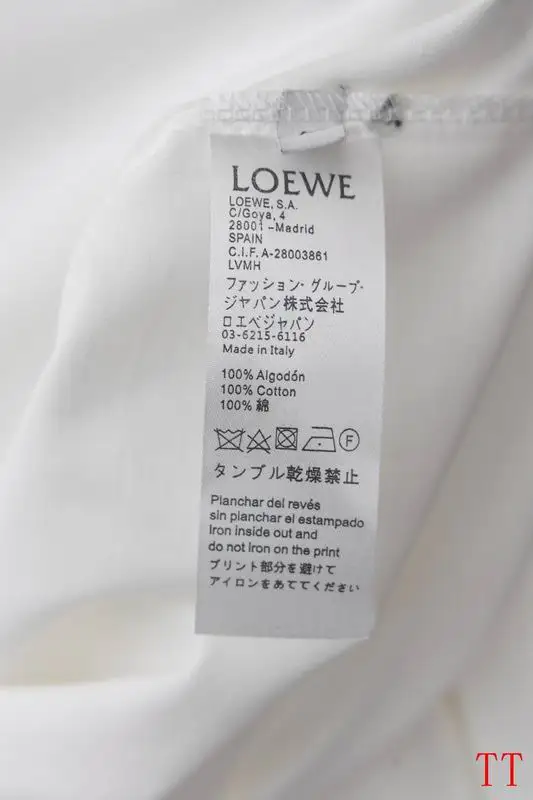 LOEWE
LOEWE, S.A.
C/Goya, 4
28001 -Madrid
SPAIN
C.I.F. A-28003861
LVMH
ファッション・グループ・
ジャパン株式会社
ロエベジャパン
03-6215-6116
Made in Italy
100% Algodón
100% Cotton
100% 綿
F
タンブル乾燥禁止
Planchar del revés
sin planchar el estampado
Iron inside out and
do not Iron on the print
プリント部分を避けて
アイロンをあててください
TT